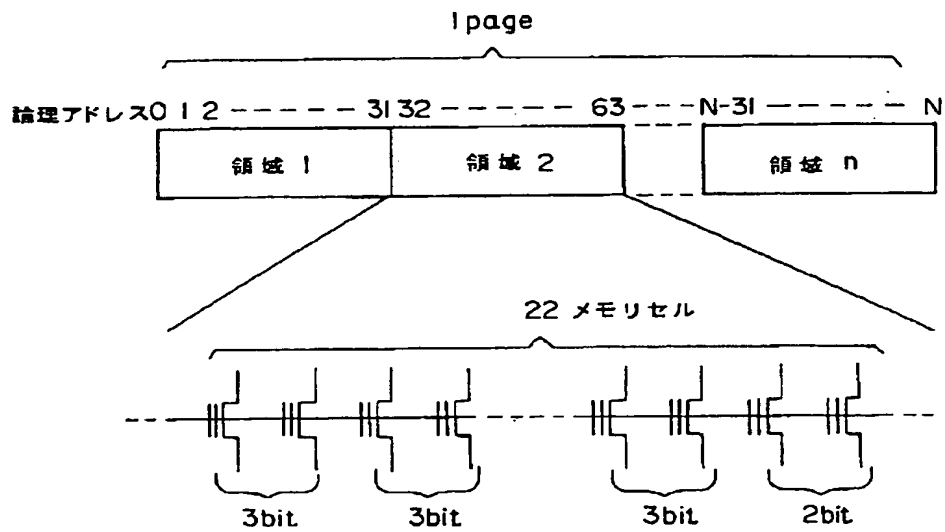 1page
論理アドレス0 1 2 ----- 31 32 ----- 63 --- N-31 ----- N
領域 1 領域 2 領域 n
22 メモリセル
3bit 3bit 3bit 2bit